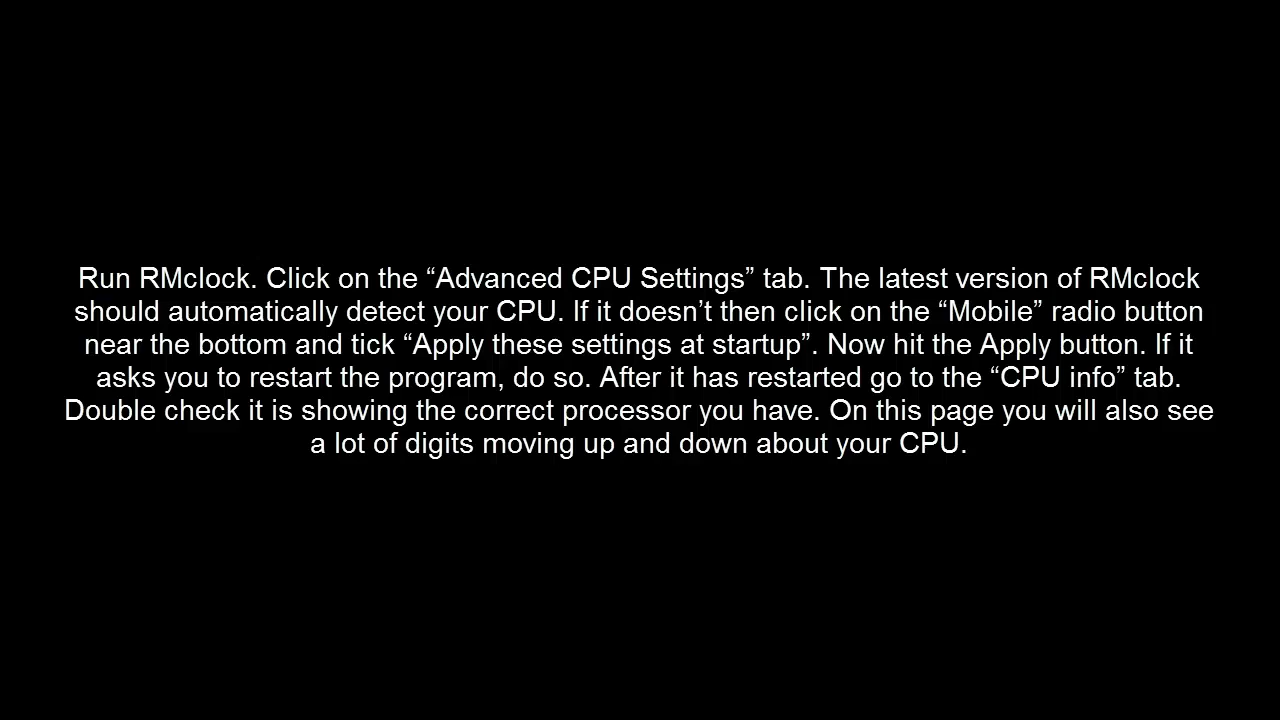 Run RMclock. Click on the “Advanced CPU Settings” tab. The latest version of RMclock
should automatically detect your CPU. If it doesn’t then click on the “Mobile” radio button
near the bottom and tick “Apply these settings at startup”. Now hit the Apply button. If it
asks you to restart the program, do so. After it has restarted go to the “CPU info” tab.
Double check it is showing the correct processor you have. On this page you will also see
a lot of digits moving up and down about your CPU.